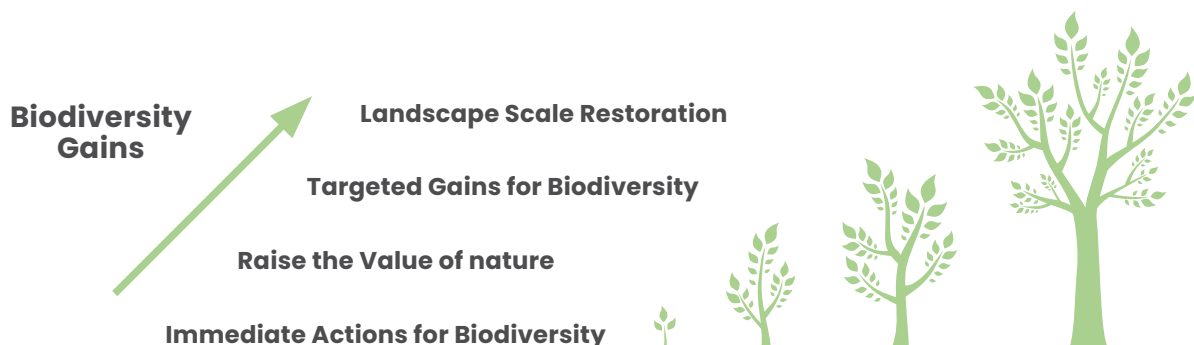 Biodiversity
Gains
Landscape Scale Restoration
Targeted Gains for Biodiversity
Raise the Value of nature
Immediate Actions for Biodiversity